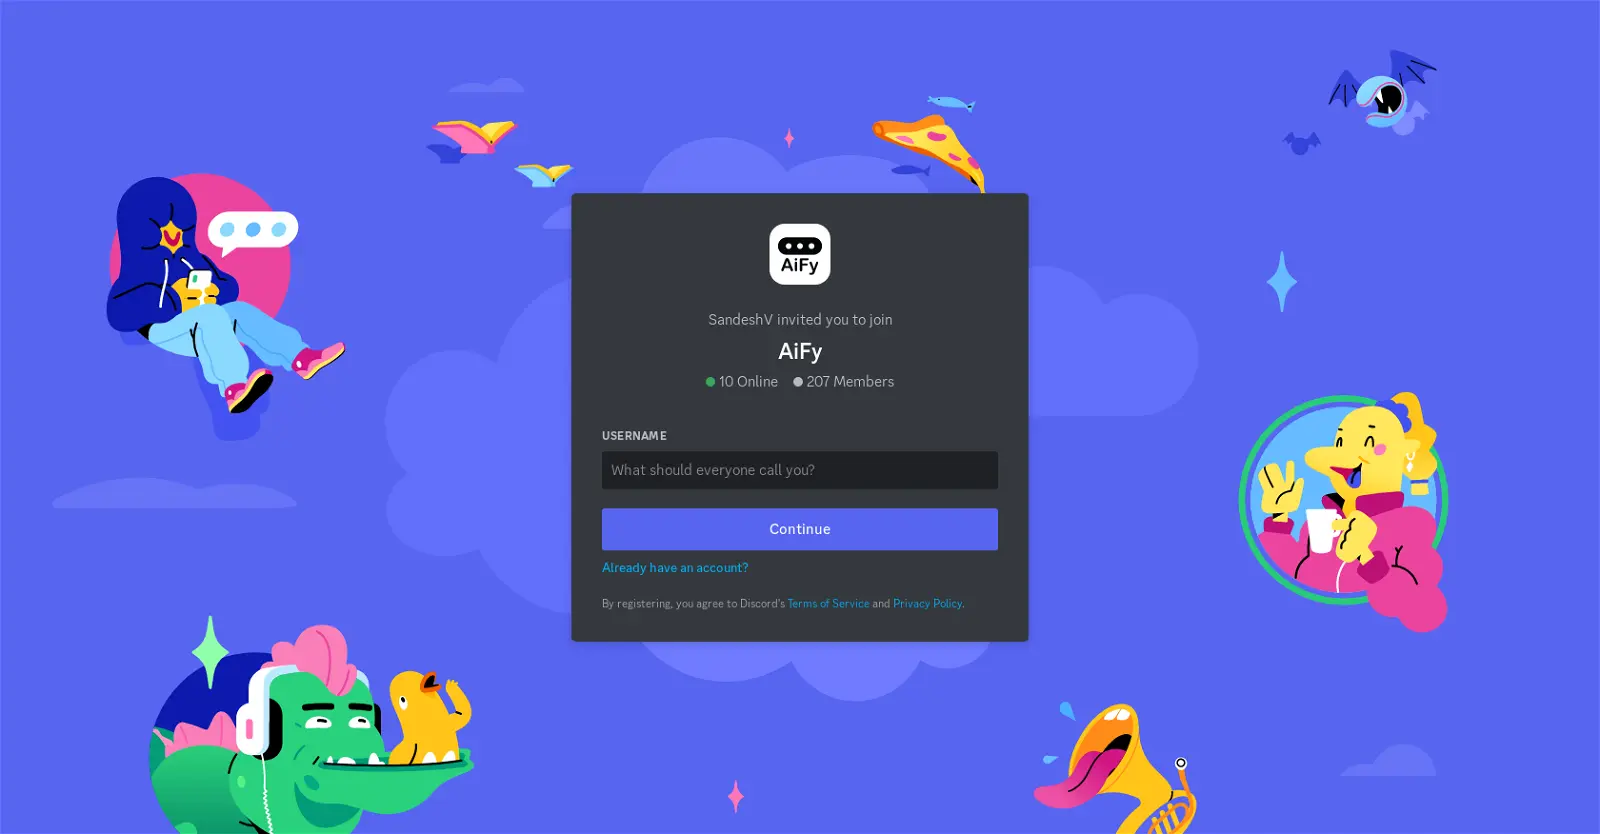 AiFy
SandeshV invited you to join
AiFy
10 Online 207 Members
USERNAME
What should everyone call you?
Continue
Already have an account?
By registering, you agree to Discord's Terms of Service and Privacy Policy.